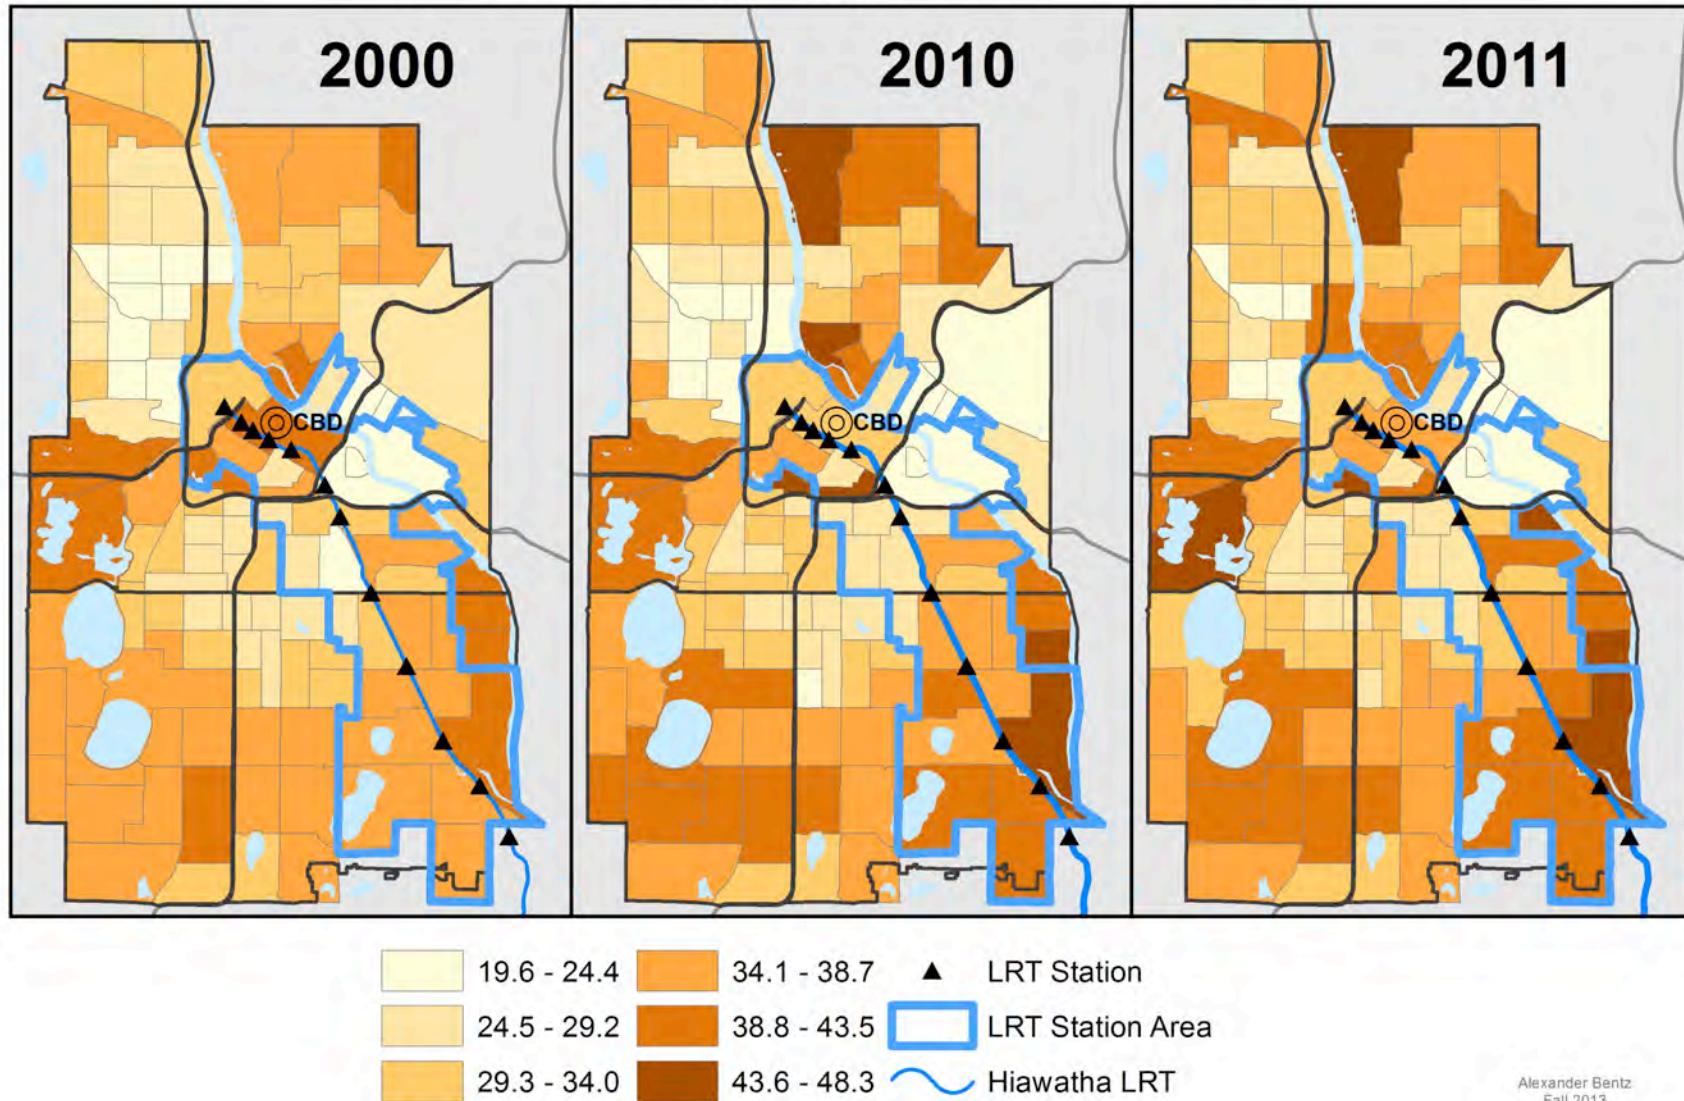 2000
2010
2011
CBD
CBD
CBD
19.6 - 24.4
34.1 - 38.7
LRT Station
24.5 - 29.2
38.8 - 43.5
LRT Station Area
29.3 - 34.0
43.6 - 48.3
Hiawatha LRT
Alexander Bentz
Fall 2013